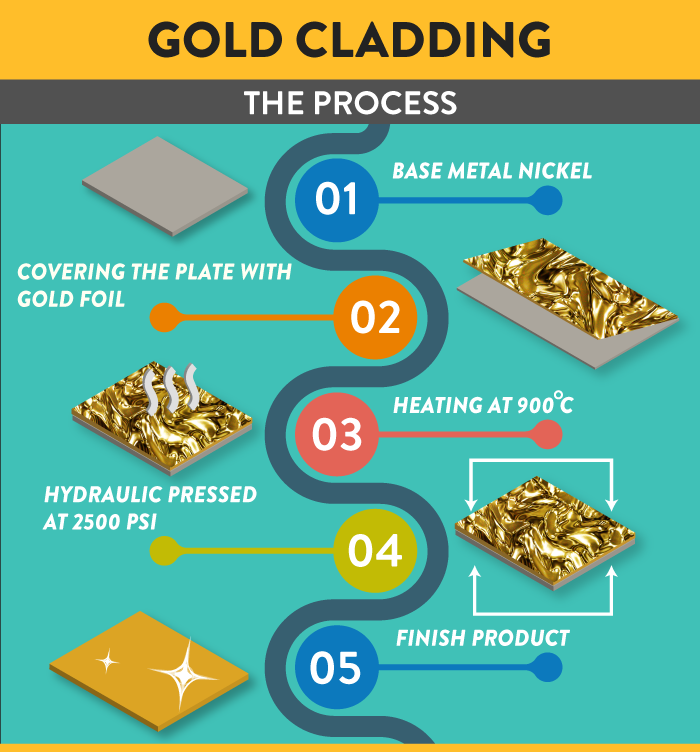 GOLD CLADDING
THE PROCESS
01
BASE METAL NICKEL
COVERING THE PLATE WITH
GOLD FOIL
02
03
HEATING AT 900°C
HYDRAULIC PRESSED
AT 2500 PSI
04
05
FINISH PRODUCT